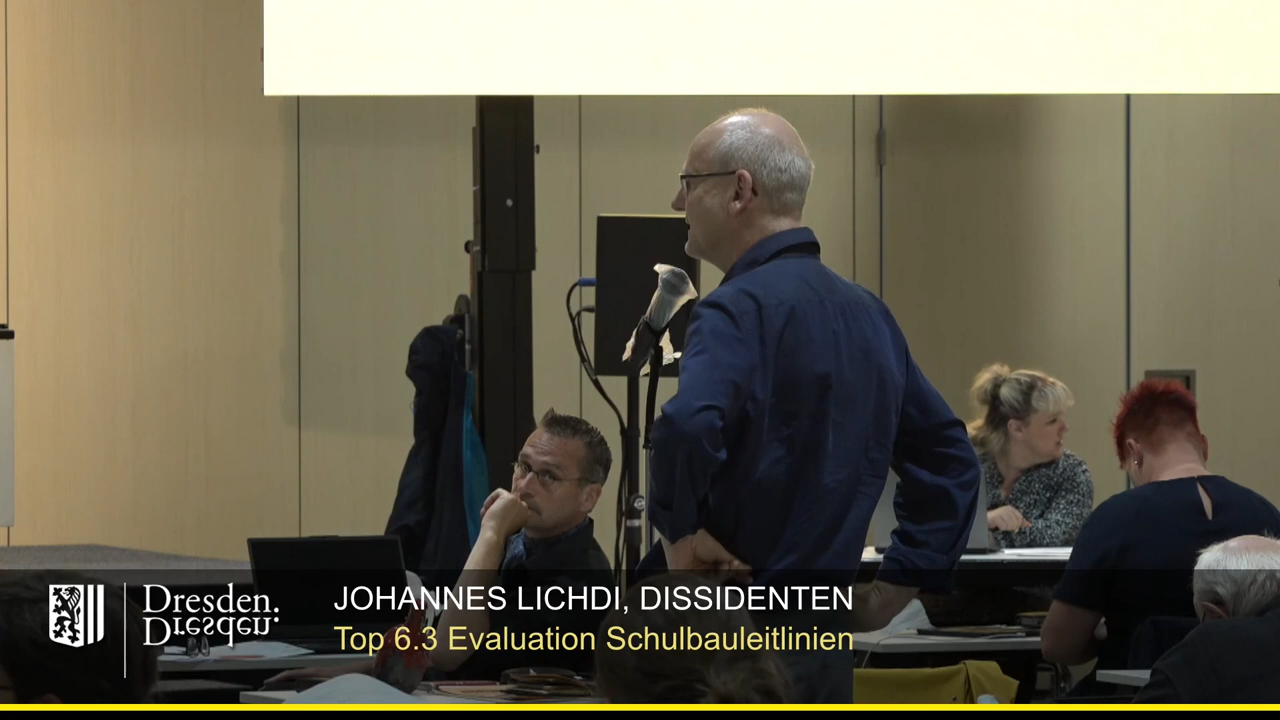 Dresden.
Dresden.
JOHANNES LICHDI, DISSIDENTEN
Top 6.3 Evaluation Schulbauleitlinien